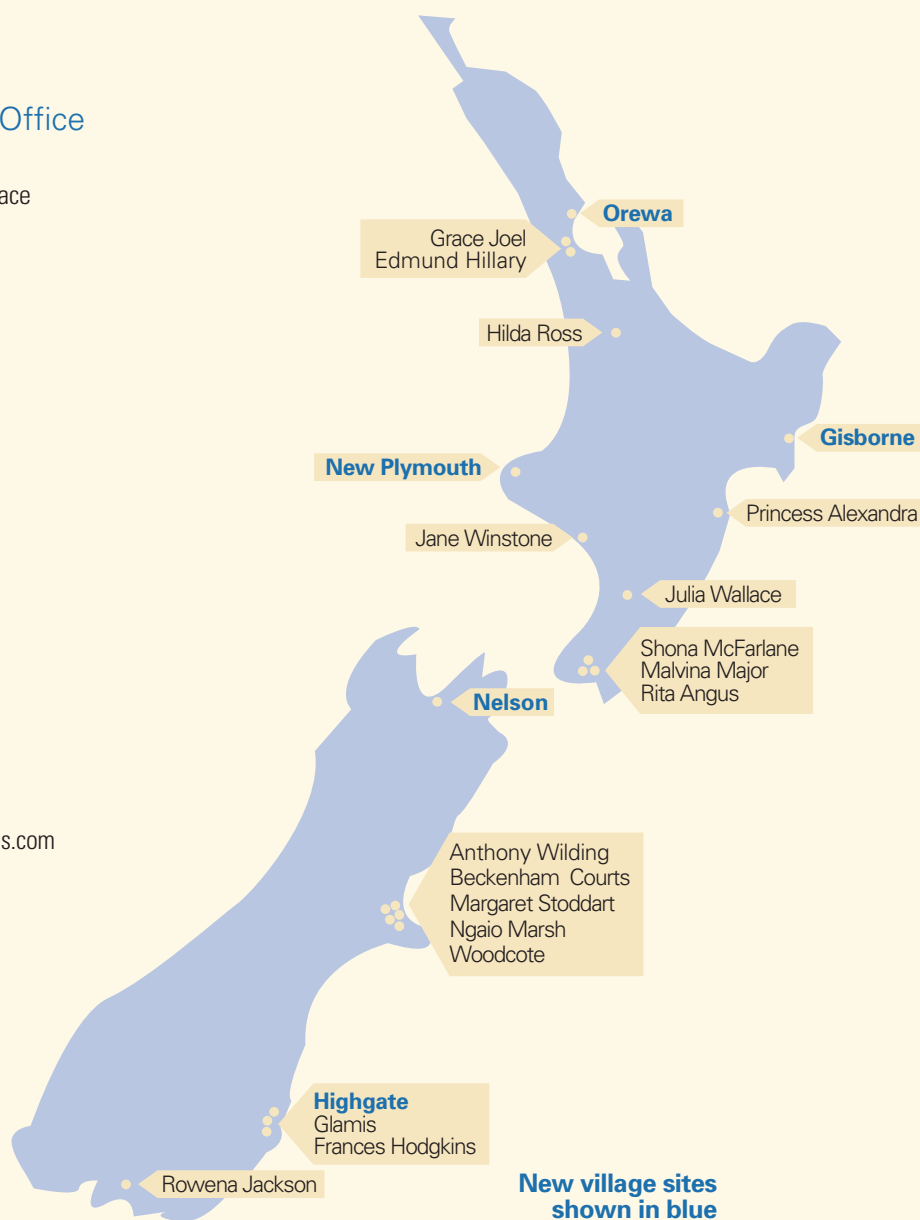 Office
ace
Orewa
Grace Joel
Edmund Hillary
Hilda Ross
Gisborne
New Plymouth
Princess Alexandra
Jane Winstone
Julia Wallace
Shona McFarlane
Malvina Major
Rita Angus
Nelson
s.com
Anthony Wilding
Beckenham Courts
Margaret Stoddart
Ngaio Marsh
Woodcote
Highgate
Glamis
Frances Hodgkins
Rowena Jackson
New village sites
shown in blue